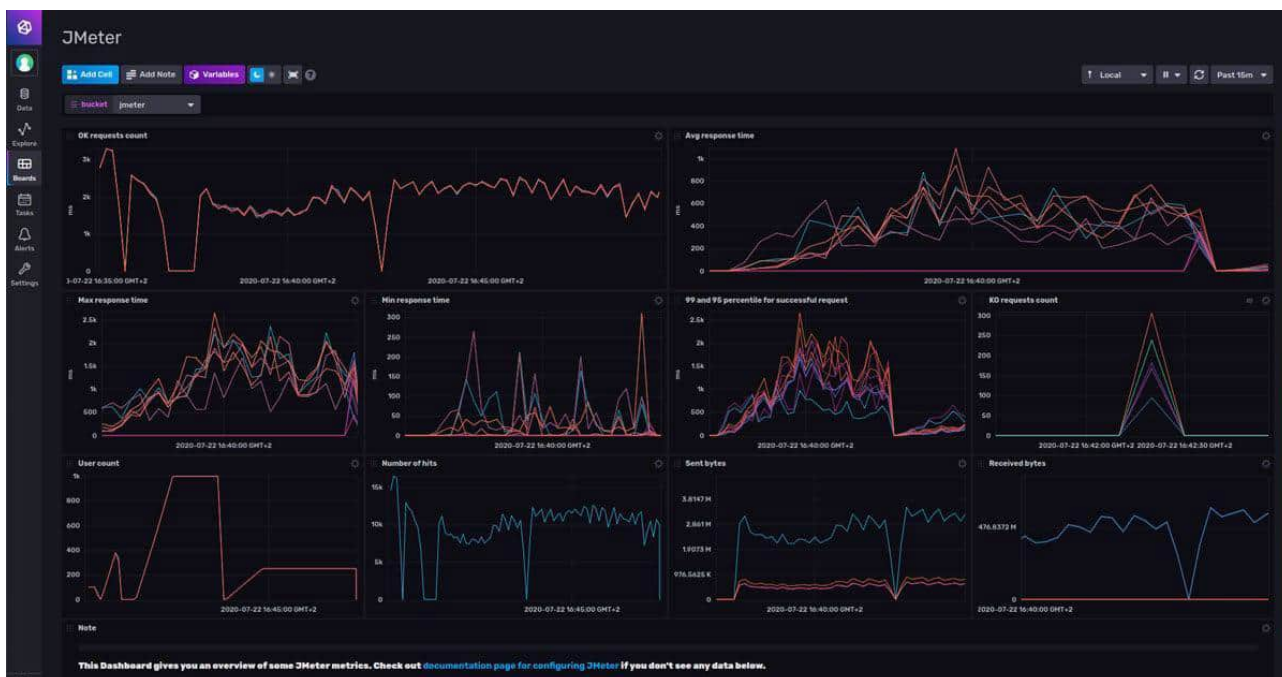 JMeter
Add Cell Add Note Variables Local Past 15m
Data
bucket jmeter
Explore
Boards
Tasks
Alerts
Settings
OK requests count
3k
2k
1k
0
ms
-07-22 16:35:00 GMT+2 2020-07-22 16:40:00 GMT+2 2020-07-22 16:45:00 GMT+2
Avg response time
1k
800
600
400
200
0
2020-07-22 16:40:00 GMT+2
Max response time
2.5k
2k
1.5k
1k
500
0
2020-07-22 16:40:00 GMT+2
Min response time
300
250
200
150
100
50
0
2020-07-22 16:40:00 GMT+2
99 and 95 percentile for successful request
2.5k
2k
1.5k
1k
500
0
2020-07-22 16:40:00 GMT+2
KO requests count
300
250
200
150
100
50
0
2020-07-22 16:42:00 GMT+2 2020-07-22 16:42:30 GMT+2
User count
1k
800
600
400
200
0
2020-07-22 16:45:00 GMT+2
Number of hits
15k
10k
5k
0
2020-07-22 16:45:00 GMT+2
Sent bytes
3.8147 M
2.861 M
1.9073 M
976.5625 K
0
2020-07-22 16:40:00 GMT+2
Received bytes
476.8372 M
0
2020-07-22 16:40:00 GMT+2
Note
This Dashboard gives you an overview of some JMeter metrics. Check out documentation page for configuring JMeter if you don't see any data below.